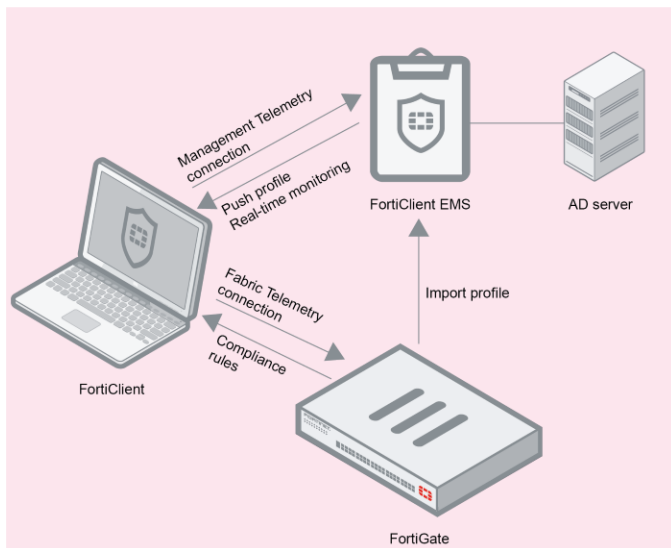 Management Telemetry
connection
Push profile
Real-time monitoring
FortiClient EMS
AD server
Fabric Telemetry
connection
Import profile
Compliance
rules
FortiClient
FortiGate